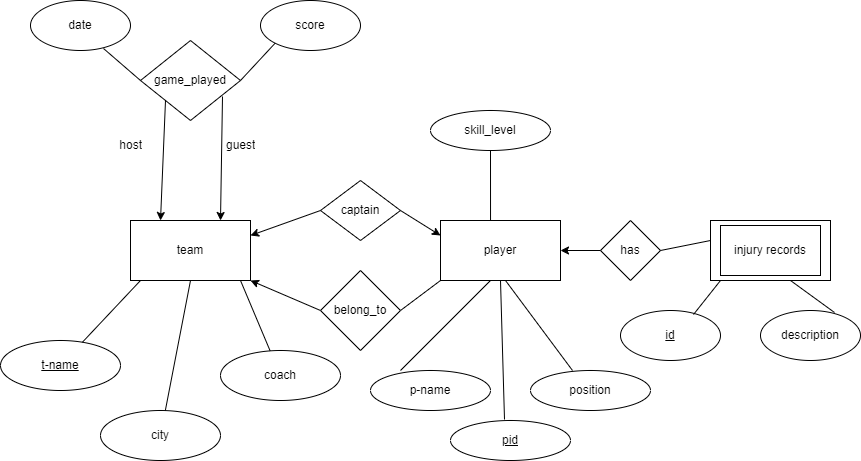 date
score
game_played
host
guest
skill_level
captain
team
player
has
injury records
belong_to
id
description
t-name
coach
p-name
position
city
pid